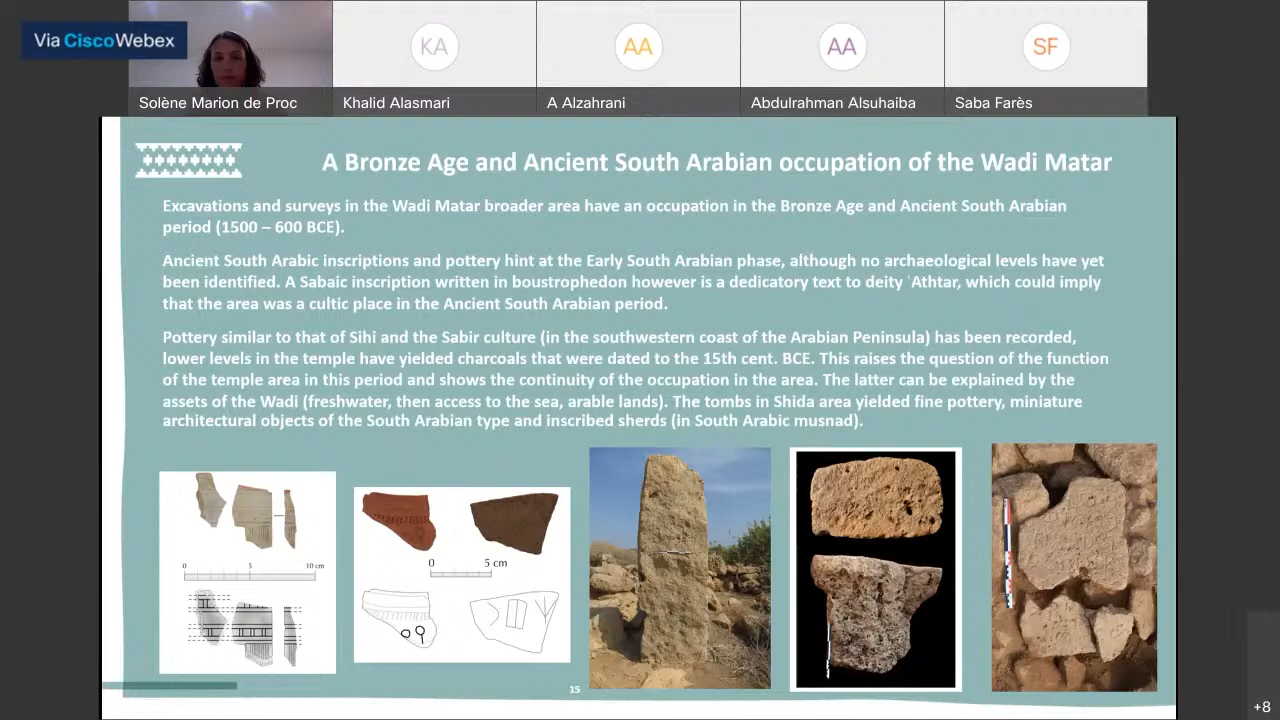 Via CiscoWebex
KA
AA
AA
SF
Solène Marion de Proc
Khalid Alasmari
A Alzahrani
Abdulrahman Alsuhaiba
Saba Farès
A Bronze Age and Ancient South Arabian occupation of the Wadi Matar
Excavations and surveys in the Wadi Matar broader area have an occupation in the Bronze Age and Ancient South Arabian
period (1500 – 600 BCE).
Ancient South Arabic inscriptions and pottery hint at the Early South Arabian phase, although no archaeological levels have yet
been identified. A Sabaic inscription written in boustrophedon however is a dedicatory text to deity ʿAthtar, which could imply
that the area was a cultic place in the Ancient South Arabian period.
Pottery similar to that of Sihi and the Sabir culture (in the southwestern coast of the Arabian Peninsula) has been recorded,
lower levels in the temple have yielded charcoals that were dated to the 15th cent. BCE. This raises the question of the function
of the temple area in this period and shows the continuity of the occupation in the area. The latter can be explained by the
assets of the Wadi (freshwater, then access to the sea, arable lands). The tombs in Shida area yielded fine pottery, miniature
architectural objects of the South Arabian type and inscribed sherds (in South Arabic musnad).
0 5 10 cm
0 5 cm
15
+8